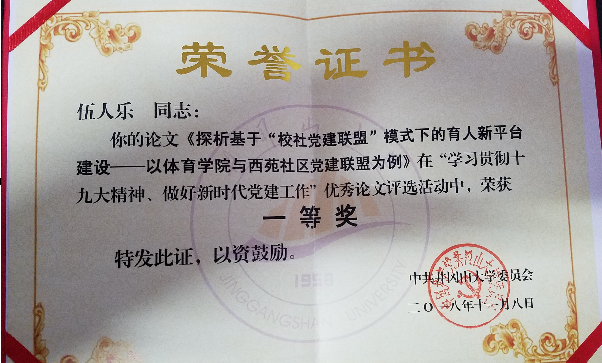 荣誉证书
伍人乐 同志：
你的论文《探析基于“校社党建联盟”模式下的育人新平台
建设——以体育学院与西苑社区党建联盟为例》在“学习贯彻十
九大精神、做好新时代党建工作”优秀论文评选活动中，荣获
一等奖
特发此证，以资鼓励。
中共井冈山大学委员会
二〇一八年十一月八日
1958
JINGGANGSHAN UNIVERSITY